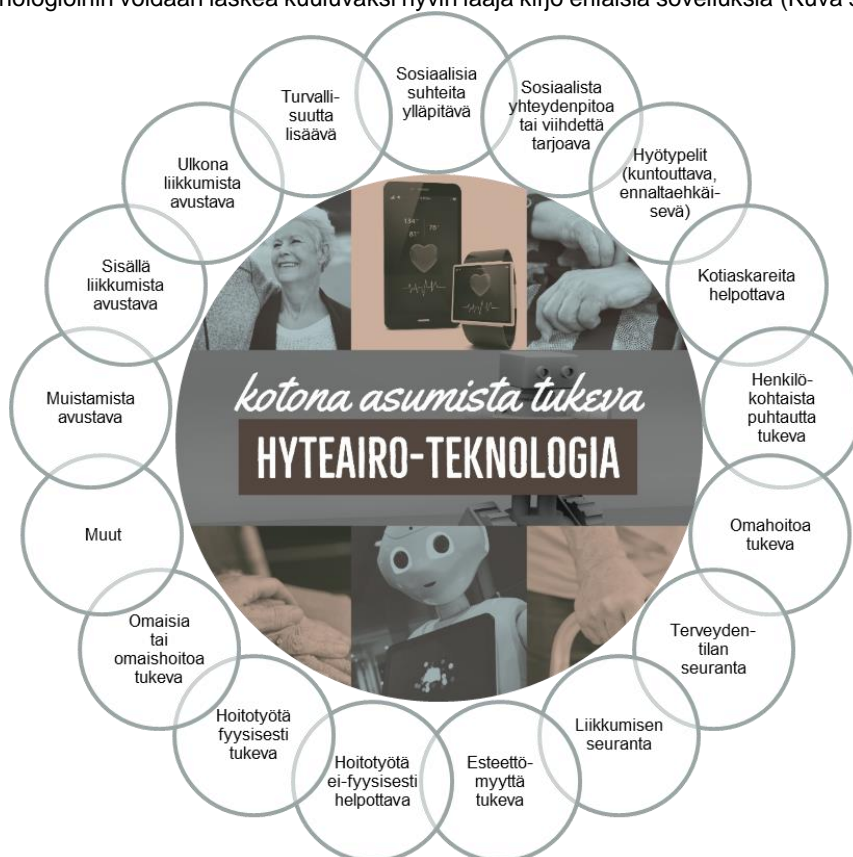 nologioihin voidaan laskea kuuluvaksi hyvin laaja kirjo erilaisia sovelluksia (Kuva
Sosiaalisia
suhteita
ylläpitävä
Sosiaalista
yhteydenpitoa
tai viihdettä
tarjoava
Hyötypelit
(kuntouttava,
ennaltaehkäi-
sevä)
Kotiaskareita
helpottava
Henkilö-
kohtaista
puhtautta
tukeva
Omahoitoa
tukeva
Terveyden-
tilan
seuranta
Liikkumisen
seuranta
Esteettö-
myyttä
tukeva
Hoitotyötä
ei-fyysisesti
helpottava
Hoitotyötä
fyysisesti
tukeva
Omaisia
tai
omaishoitoa
tukeva
Muut
Muistamista
avustava
Sisällä
liikkumista
avustava
Ulkona
liikkumista
avustava
Turvalli-
suutta
lisäävä
kotona asumista tukeva
HYTEAIRO-TEKNOLOGIA